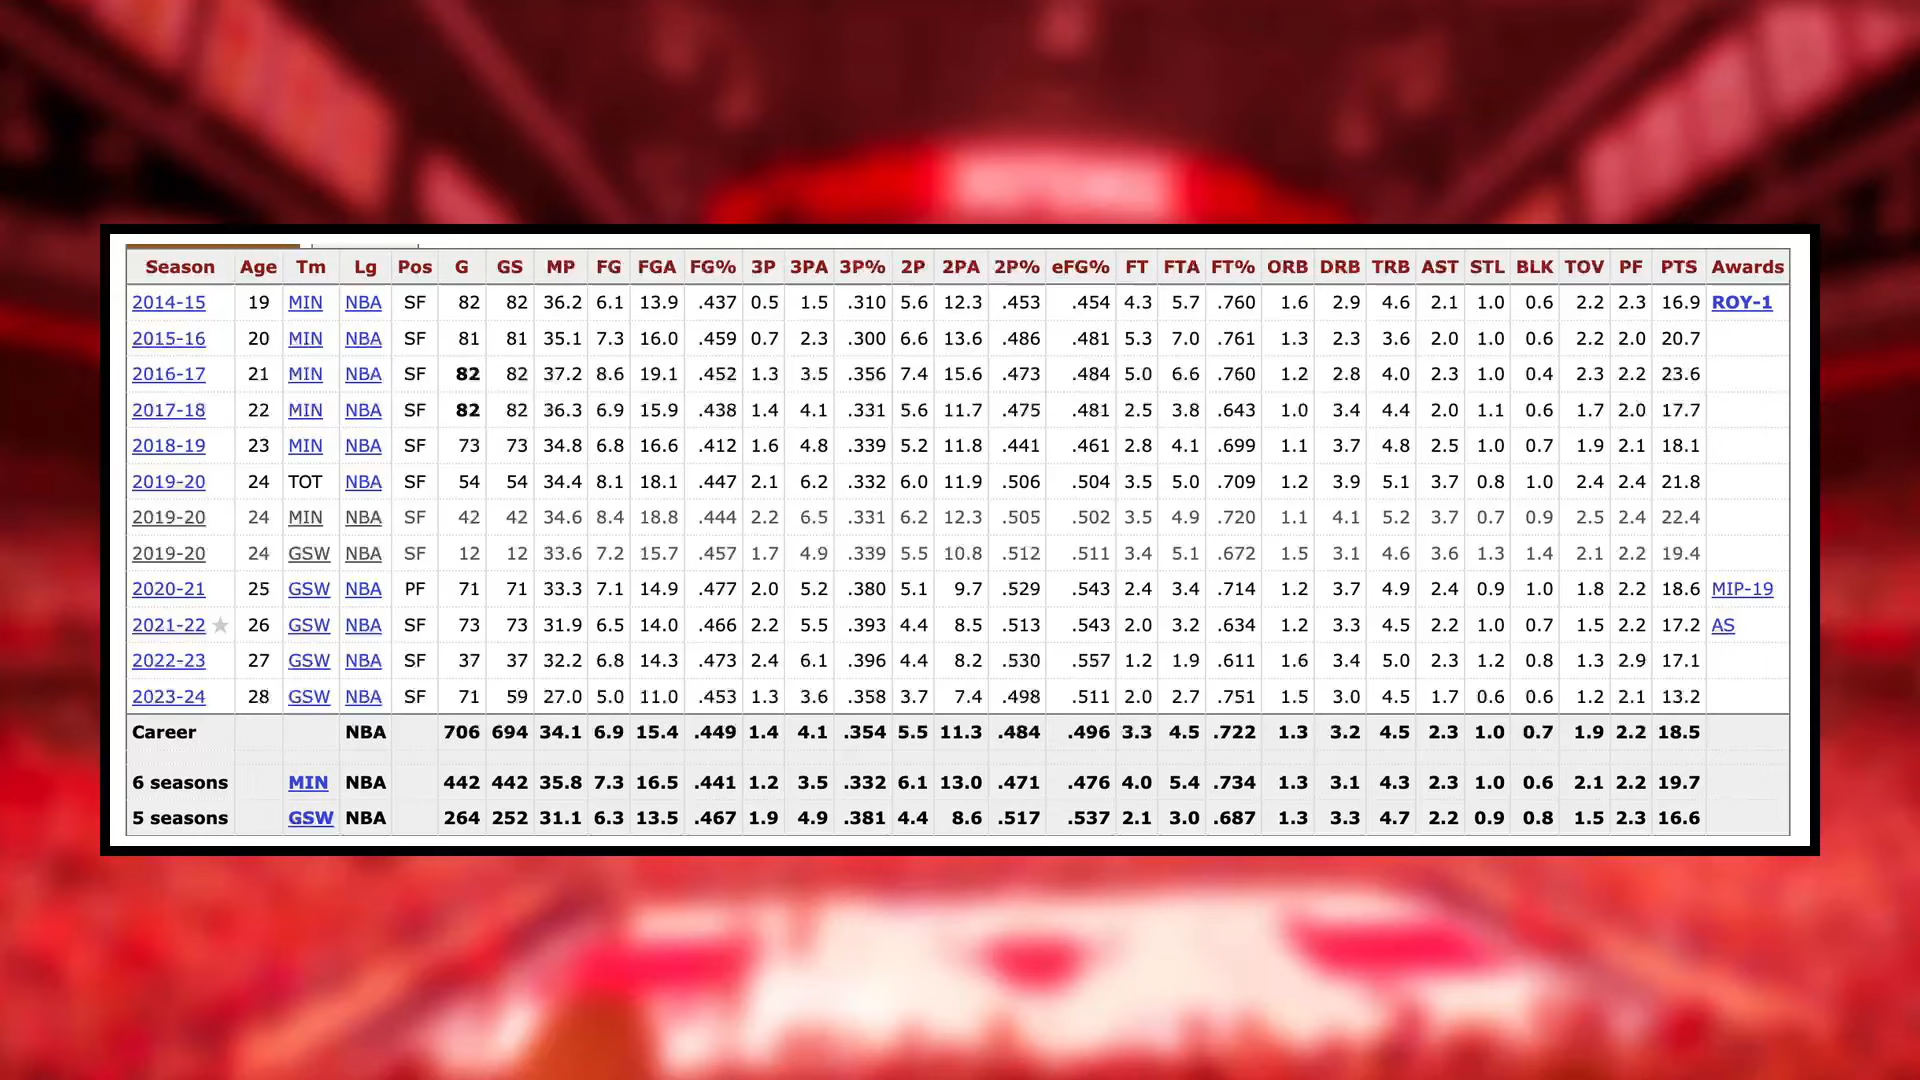 Season Age Tm Lg Pos G GS MP FG FGA FG% 3P 3PA 3P% 2P 2PA 2P% eFG% FT FTA FT% ORB DRB TRB AST STL BLK TOV PF PTS Awards
2014-15 19 MIN NBA SF 82 82 36.2 6.1 13.9 .437 0.5 1.5 .310 5.6 12.3 .453 .454 4.3 5.7 .760 1.6 2.9 4.6 2.1 1.0 0.6 2.2 2.3 16.9 ROY-1
2015-16 20 MIN NBA SF 81 81 35.1 7.3 16.0 .459 0.7 2.3 .300 6.6 13.6 .486 .481 5.3 7.0 .761 1.3 2.3 3.6 2.0 1.0 0.6 2.2 2.0 20.7
2016-17 21 MIN NBA SF 82 82 37.2 8.6 19.1 .452 1.3 3.5 .356 7.4 15.6 .473 .484 5.0 6.6 .760 1.2 2.8 4.0 2.3 1.0 0.4 2.3 2.2 23.6
2017-18 22 MIN NBA SF 82 82 36.3 6.9 15.9 .438 1.4 4.1 .331 5.6 11.7 .475 .481 2.5 3.8 .643 1.0 3.4 4.4 2.0 1.1 0.6 1.7 2.0 17.7
2018-19 23 MIN NBA SF 73 73 34.8 6.8 16.6 .412 1.6 4.8 .339 5.2 11.8 .441 .461 2.8 4.1 .699 1.1 3.7 4.8 2.5 1.0 0.7 1.9 2.1 18.1
2019-20 24 TOT NBA SF 54 54 34.4 8.1 18.1 .447 2.1 6.2 .332 6.0 11.9 .506 .504 3.5 5.0 .709 1.2 3.9 5.1 3.7 0.8 1.0 2.4 2.4 21.8
2019-20 24 MIN NBA SF 42 42 34.6 8.4 18.8 .444 2.2 6.5 .331 6.2 12.3 .505 .502 3.5 4.9 .720 1.1 4.1 5.2 3.7 0.7 0.9 2.5 2.4 22.4
2019-20 24 GSW NBA SF 12 12 33.6 7.2 15.7 .457 1.7 4.9 .339 5.5 10.8 .512 .511 3.4 5.1 .672 1.5 3.1 4.6 3.6 1.3 1.4 2.1 2.2 19.4
2020-21 25 GSW NBA PF 71 71 33.3 7.1 14.9 .477 2.0 5.2 .380 5.1 9.7 .529 .543 2.4 3.4 .714 1.2 3.7 4.9 2.4 0.9 1.0 1.8 2.2 18.6 MIP-19
2021-22 ★ 26 GSW NBA SF 73 73 31.9 6.5 14.0 .466 2.2 5.5 .393 4.4 8.5 .513 .543 2.0 3.2 .634 1.2 3.3 4.5 2.2 1.0 0.7 1.5 2.2 17.2 AS
2022-23 27 GSW NBA SF 37 37 32.2 6.8 14.3 .473 2.4 6.1 .396 4.4 8.2 .530 .557 1.2 1.9 .611 1.6 3.4 5.0 2.3 1.2 0.8 1.3 2.9 17.1
2023-24 28 GSW NBA SF 71 59 27.0 5.0 11.0 .453 1.3 3.6 .358 3.7 7.4 .498 .511 2.0 2.7 .751 1.5 3.0 4.5 1.7 0.6 0.6 1.2 2.1 13.2
Career NBA 706 694 34.1 6.9 15.4 .449 1.4 4.1 .354 5.5 11.3 .484 .496 3.3 4.5 .722 1.3 3.2 4.5 2.3 1.0 0.7 1.9 2.2 18.5
6 seasons MIN NBA 442 442 35.8 7.3 16.5 .441 1.2 3.5 .332 6.1 13.0 .471 .476 4.0 5.4 .734 1.3 3.1 4.3 2.3 1.0 0.6 2.1 2.2 19.7
5 seasons GSW NBA 264 252 31.1 6.3 13.5 .467 1.9 4.9 .381 4.4 8.6 .517 .537 2.1 3.0 .687 1.3 3.3 4.7 2.2 0.9 0.8 1.5 2.3 16.6